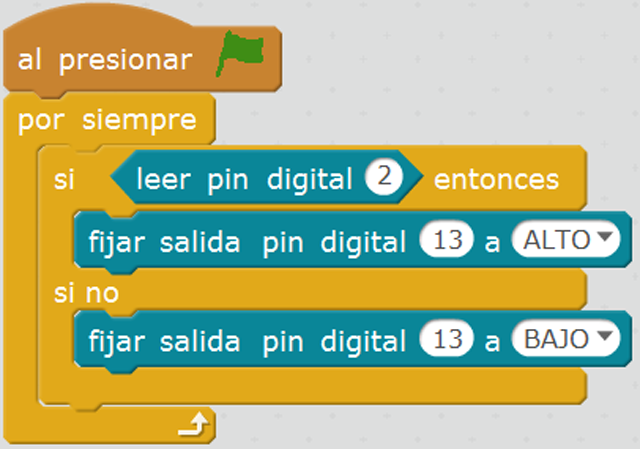 al presionar
por siempre
si leer pin digital 2 entonces
fijar salida pin digital 13 a ALTO
si no
fijar salida pin digital 13 a BAJO